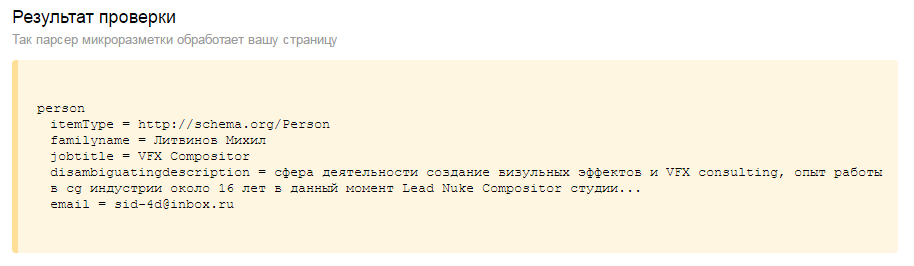 Результат проверки
Так парсер микроразметки обработает вашу страницу
person
itemType = http://schema.org/Person
familyname = Литвинов Михил
jobtitle = VFX Compositor
disambiguatingdescription = сфера деятельности создание визульных эффектов и VFX consulting, опыт работы
в cg индустрии около 16 лет в данный момент Lead Nuke Compositor студии...
email = sid-4d@inbox.ru